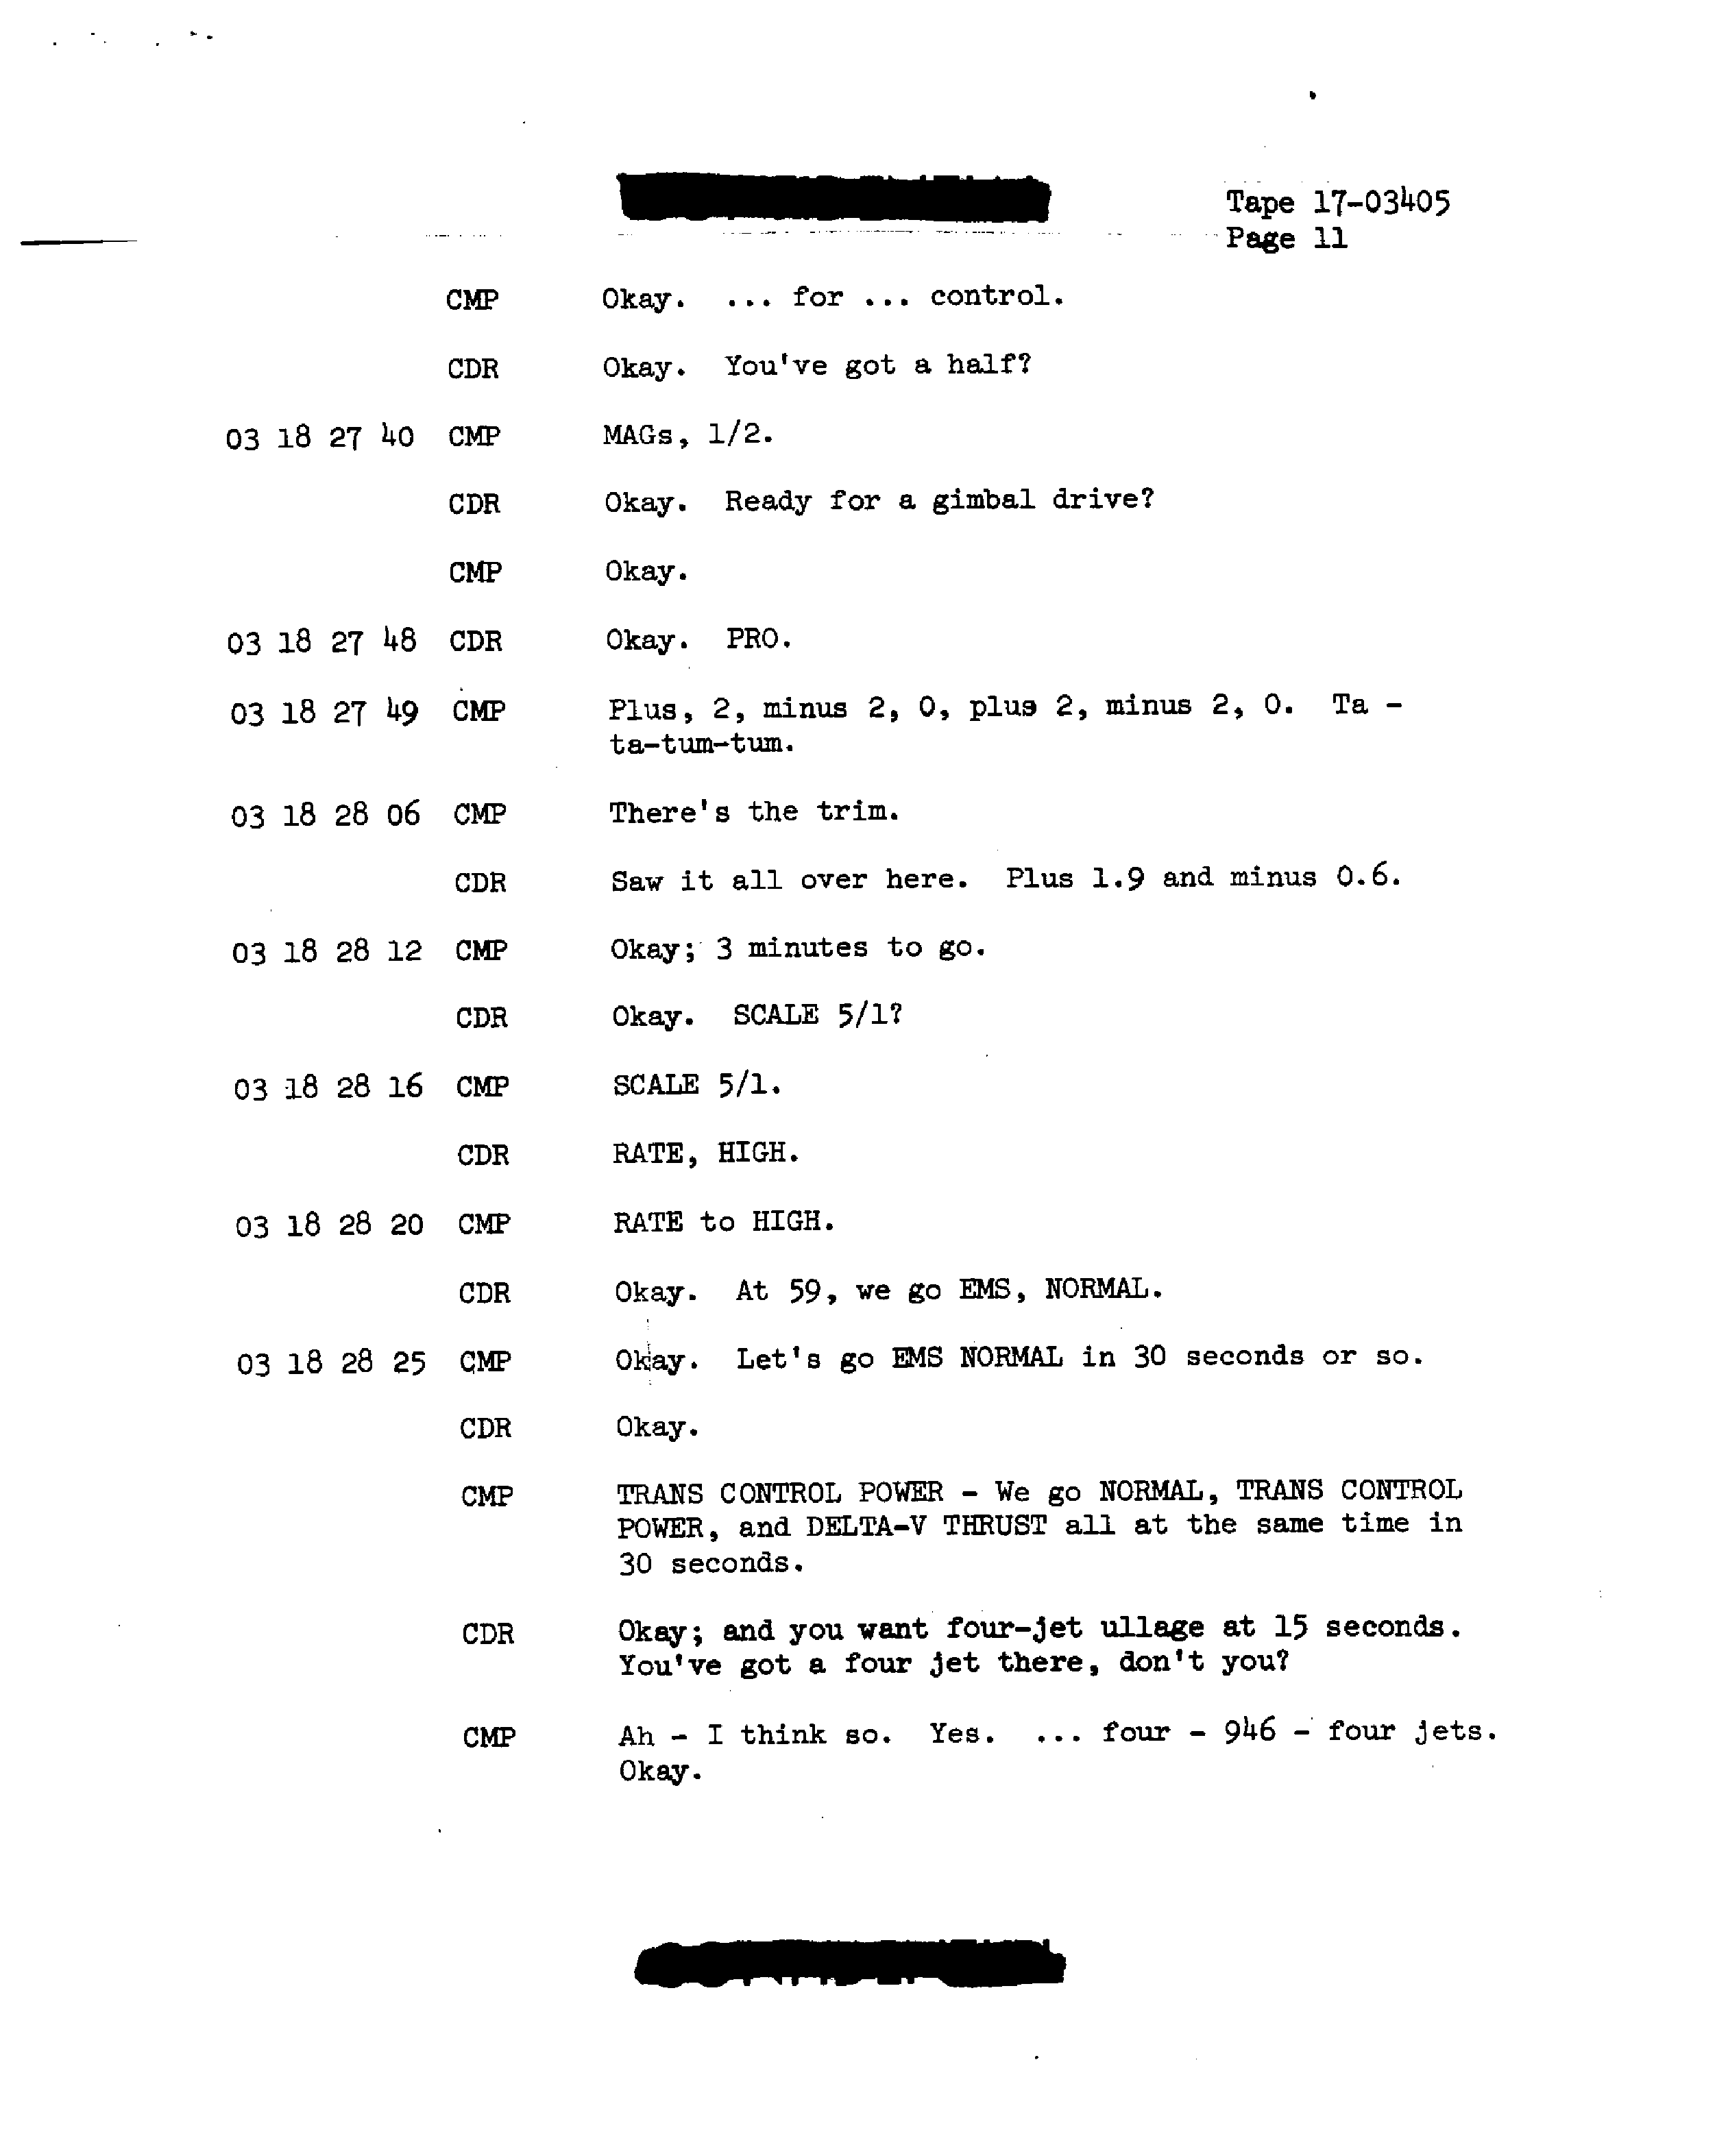 Tape 17-03405
Page 11
CMP Okay. ... for ... control.
CDR Okay. You've got a half?
03 18 27 40 CMP MAGs, 1/2.
CDR Okay. Ready for a gimbal drive?
CMP Okay.
03 18 27 48 CDR Okay. PRO.
03 18 27 49 CMP Plus, 2, minus 2, 0, plus 2, minus 2, 0. Ta -
ta-tum-tum.
03 18 28 06 CMP There's the trim.
CDR Saw it all over here. Plus 1.9 and minus 0.6.
03 18 28 12 CMP Okay; 3 minutes to go.
CDR Okay. SCALE 5/1?
03 18 28 16 CMP SCALE 5/1.
CDR RATE, HIGH.
03 18 28 20 CMP RATE to HIGH.
CDR Okay. At 59, we go EMS, NORMAL.
03 18 28 25 CMP Okay. Let's go EMS NORMAL in 30 seconds or so.
CDR Okay.
CMP TRANS CONTROL POWER - We go NORMAL, TRANS CONTROL
POWER, and DELTA-V THRUST all at the same time in
30 seconds.
CDR Okay; and you want four-jet ullage at 15 seconds.
You've got a four jet there, don't you?
CMP Ah - I think so. Yes. ... four - 946 - four jets.
Okay.